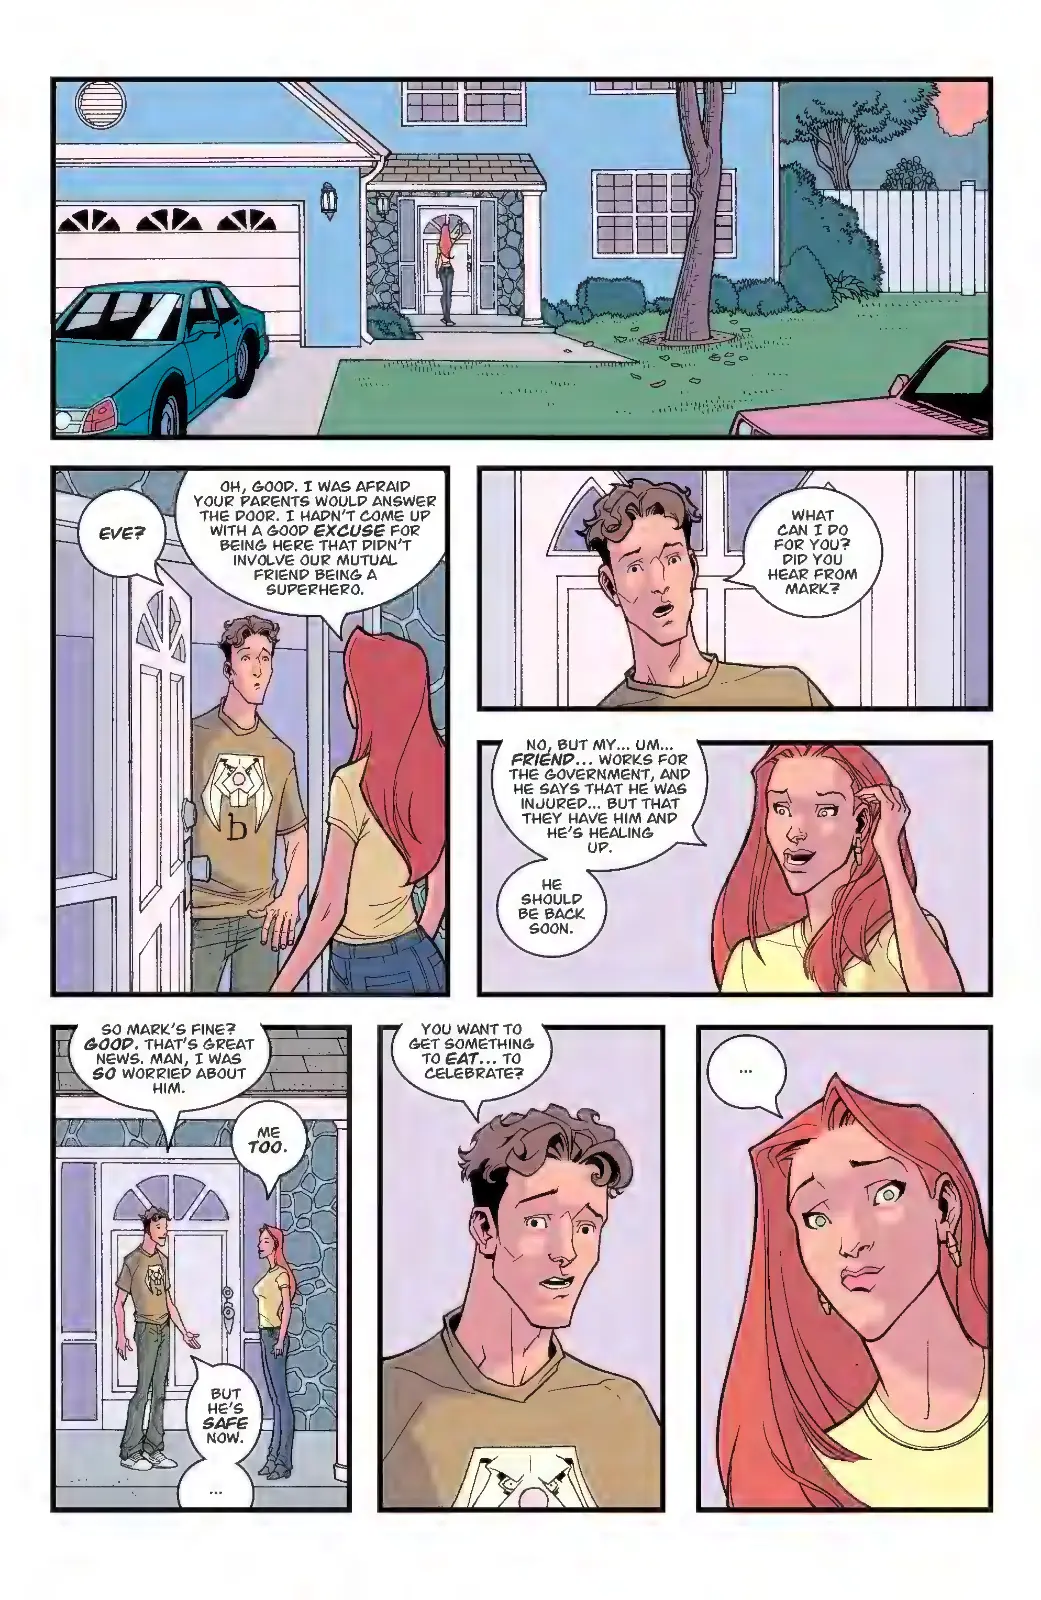 EVE?
OH, GOOD. I WAS AFRAID
YOUR PARENTS WOULD ANSWER
THE DOOR. I HADN'T COME UP
WITH A GOOD EXCUSE FOR
BEING HERE THAT DIDN'T
INVOLVE OUR MUTUAL
FRIEND BEING A
SUPERHERO.
b
WHAT
CAN I DO
FOR YOU?
DID YOU
HEAR FROM
MARK?
NO, BUT MY... UM...
FRIEND... WORKS FOR
THE GOVERNMENT, AND
HE SAYS THAT HE WAS
INJURED... BUT THAT
THEY HAVE HIM AND
HE'S HEALING
UP.
HE
SHOULD
BE BACK
SOON.
SO MARK'S FINE?
GOOD. THAT'S GREAT
NEWS. MAN, I WAS
SO WORRIED ABOUT
HIM.
ME
TOO.
BUT
HE'S
SAFE
NOW.
...
YOU WANT TO
GET SOMETHING
TO EAT... TO
CELEBRATE?
...